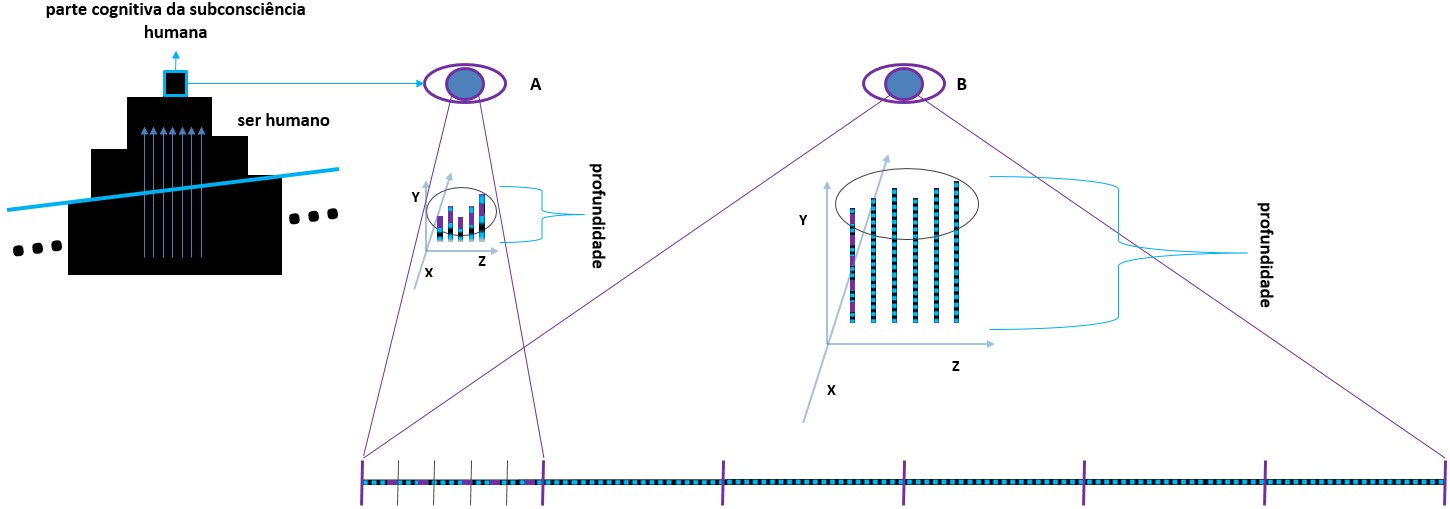 parte cognitiva da subconsciência
humana
ser humano
A
B
profundidade
Y
X
Z
profundidade
Y
X
Z